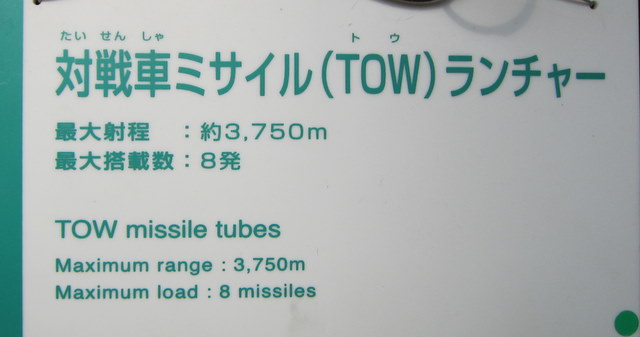 たい せん しゃ ト ウ
対戦車ミサイル(TOW)ランチャー
最大射程 : 約3,750m
最大搭載数 : 8発
TOW missile tubes
Maximum range : 3,750m
Maximum load : 8 missiles